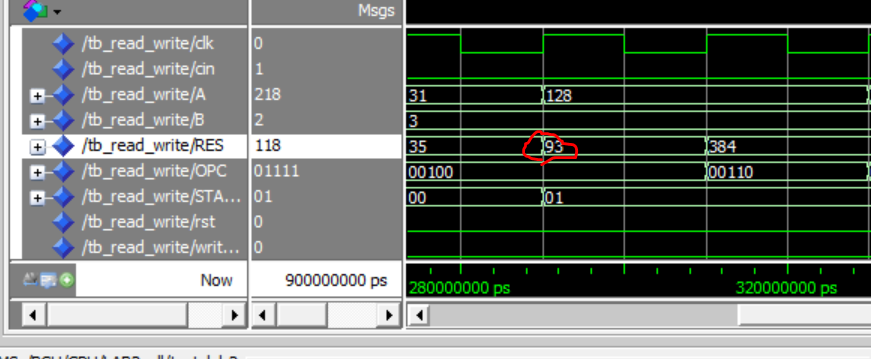 Msgs
/tb_read_write/clk 0
/tb_read_write/cin 1
/tb_read_write/A 218 31 128
/tb_read_write/B 2 3
/tb_read_write/RES 118 35 93 384
/tb_read_write/OPC 01111 00100 00110
/tb_read_write/STA... 01 00 01
/tb_read_write/rst 0
/tb_read_write/writ... 0
Now 900000000 ps 280000000 ps 320000000 ps